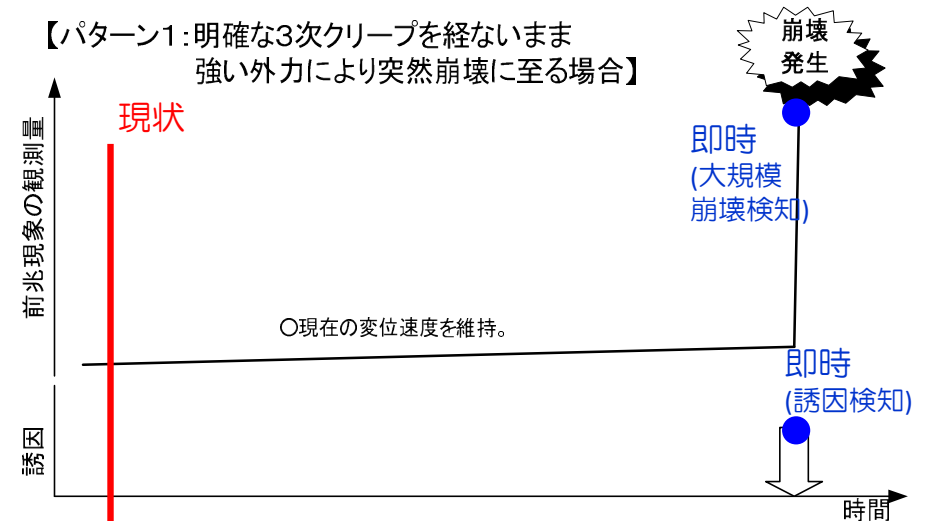 【パターン1:明確な3次クリープを経ないまま
強い外力により突然崩壊に至る場合】
崩壊
発生
現状
前兆現象の観測量
即時
(大規模
崩壊検知)
〇現在の変位速度を維持。
即時
(誘因検知)
誘因
時間